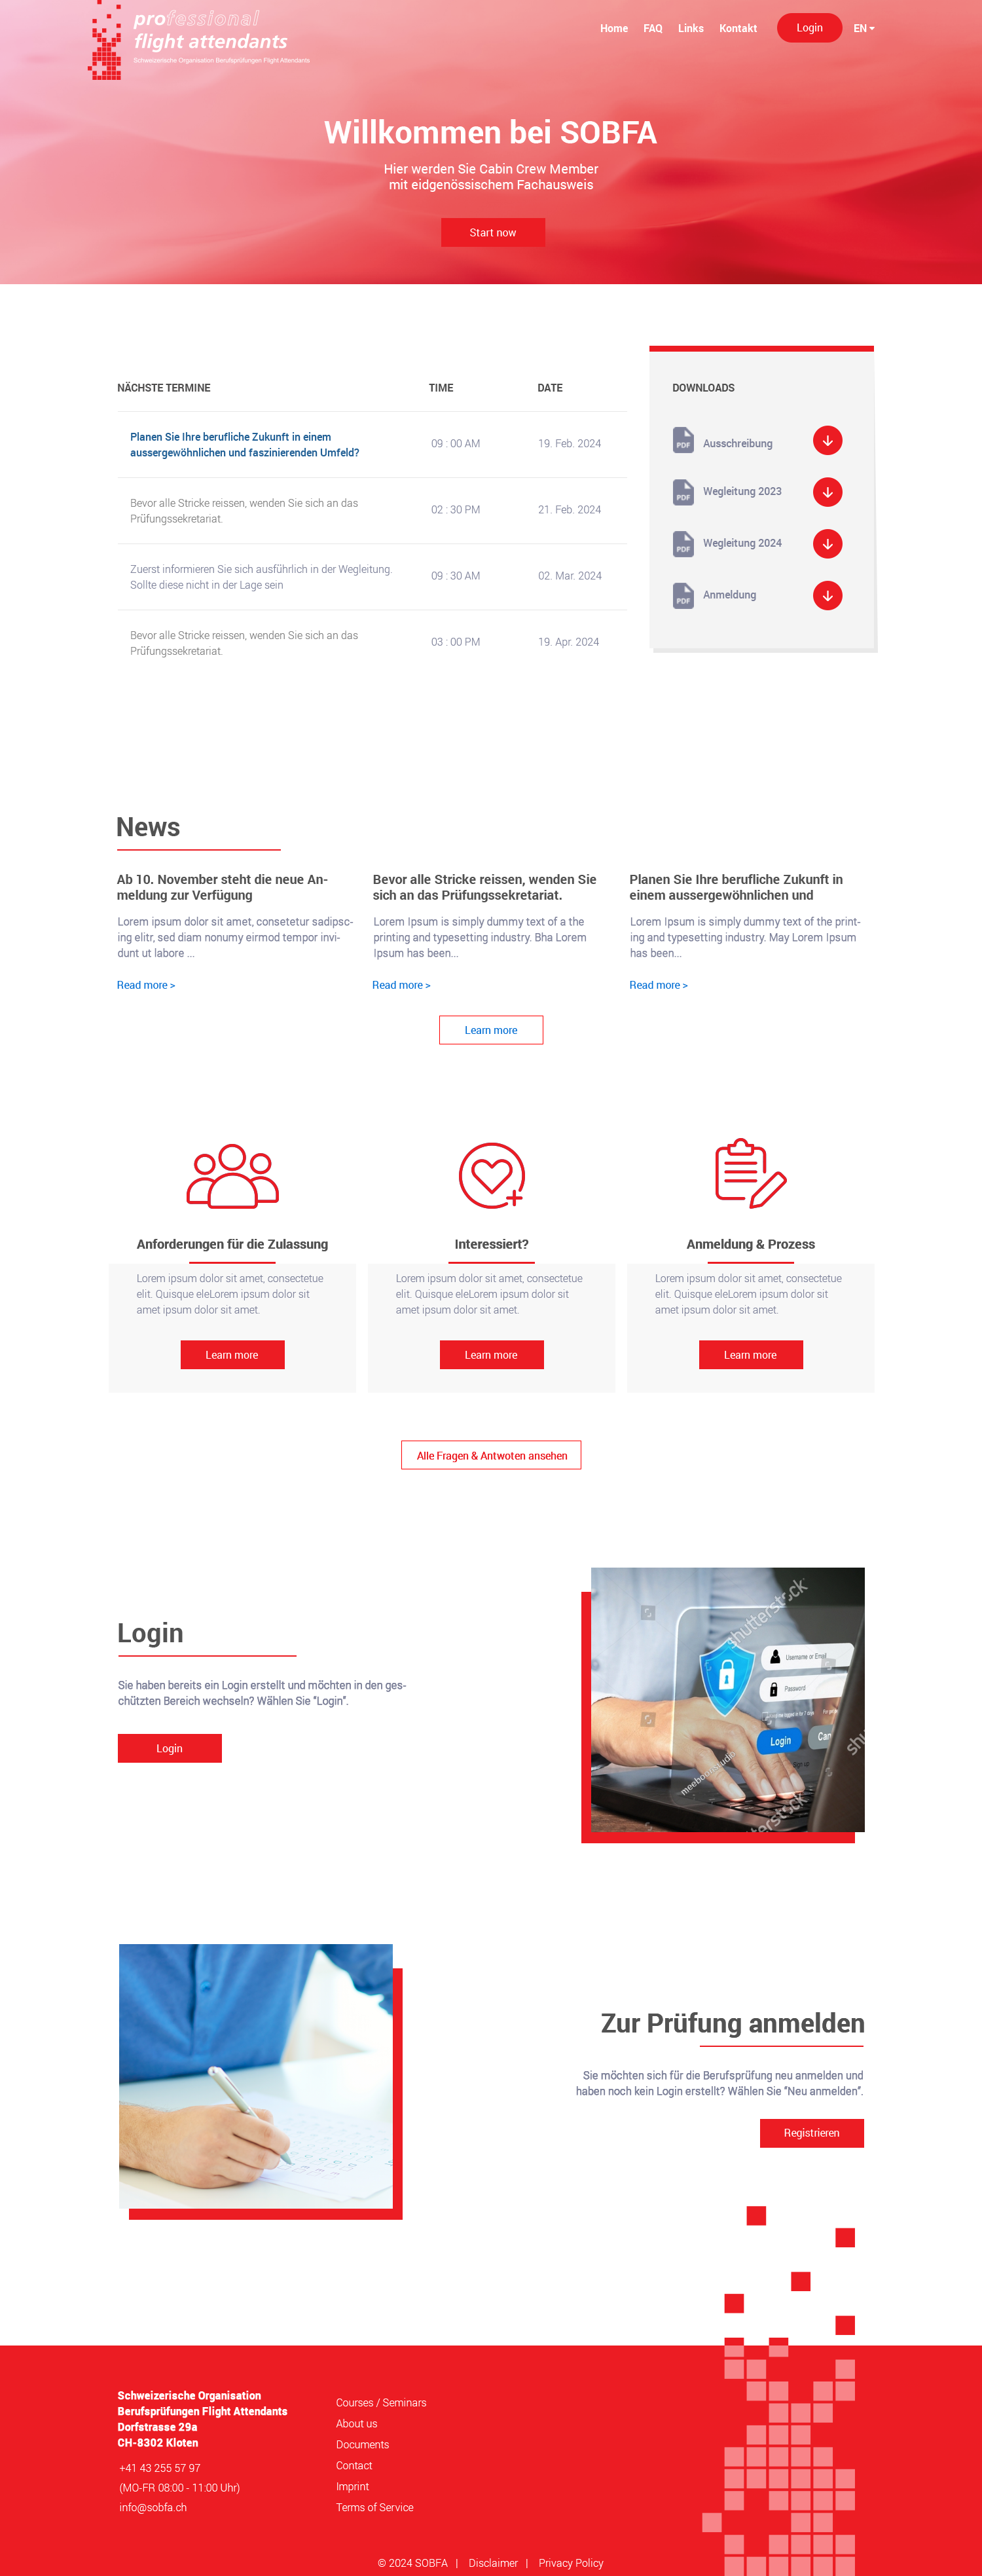 professional
flight attendants
Schweizerische Organisation Berufsprüfungen Flight Attendants
Home FAQ Links Kontakt Login EN
Willkommen bei SOBFA
Hier werden Sie Cabin Crew Member
mit eidgenössischem Fachausweis
Start now
NÄCHSTE TERMINE TIME DATE
Planen Sie Ihre berufliche Zukunft in einem
aussergewöhnlichen und faszinierenden Umfeld?
09 : 00 AM 19. Feb. 2024
Bevor alle Stricke reissen, wenden Sie sich an das
Prüfungssekretariat.
02 : 30 PM 21. Feb. 2024
Zuerst informieren Sie sich ausführlich in der Wegleitung.
Sollte diese nicht in der Lage sein
09 : 30 AM 02. Mar. 2024
Bevor alle Stricke reissen, wenden Sie sich an das
Prüfungssekretariat.
03 : 00 PM 19. Apr. 2024
DOWNLOADS
PDF Ausschreibung
PDF Wegleitung 2023
PDF Wegleitung 2024
PDF Anmeldung
News
Ab 10. November steht die neue An-
meldung zur Verfügung
Lorem ipsum dolor sit amet, consetetur sadipsc-
ing elitr, sed diam nonumy eirmod tempor invi-
dunt ut labore ...
Read more >
Bevor alle Stricke reissen, wenden Sie
sich an das Prüfungssekretariat.
Lorem Ipsum is simply dummy text of a the
printing and typesetting industry. Bha Lorem
Ipsum has been...
Read more >
Planen Sie Ihre berufliche Zukunft in
einem aussergewöhnlichen und
Lorem Ipsum is simply dummy text of the print-
ing and typesetting industry. May Lorem Ipsum
has been...
Read more >
Learn more
Anforderungen für die Zulassung
Lorem ipsum dolor sit amet, consectetue
elit. Quisque eleLorem ipsum dolor sit
amet ipsum dolor sit amet.
Learn more
Interessiert?
Lorem ipsum dolor sit amet, consectetue
elit. Quisque eleLorem ipsum dolor sit
amet ipsum dolor sit amet.
Learn more
Anmeldung & Prozess
Lorem ipsum dolor sit amet, consectetue
elit. Quisque eleLorem ipsum dolor sit
amet ipsum dolor sit amet.
Learn more
Alle Fragen & Antwoten ansehen
Login
Sie haben bereits ein Login erstellt und möchten in den ges-
chützten Bereich wechseln? Wählen Sie "Login".
Login
shutterstock
Username or Email
Password
Login
meebonstudio
Zur Prüfung anmelden
Sie möchten sich für die Berufsprüfung neu anmelden und
haben noch kein Login erstellt? Wählen Sie "Neu anmelden".
Registrieren
Schweizerische Organisation
Berufsprüfungen Flight Attendants
Dorfstrasse 29a
CH-8302 Kloten
+41 43 255 57 97
(MO-FR 08:00 - 11:00 Uhr)
info@sobfa.ch
Courses / Seminars
About us
Documents
Contact
Imprint
Terms of Service
© 2024 SOBFA | Disclaimer | Privacy Policy